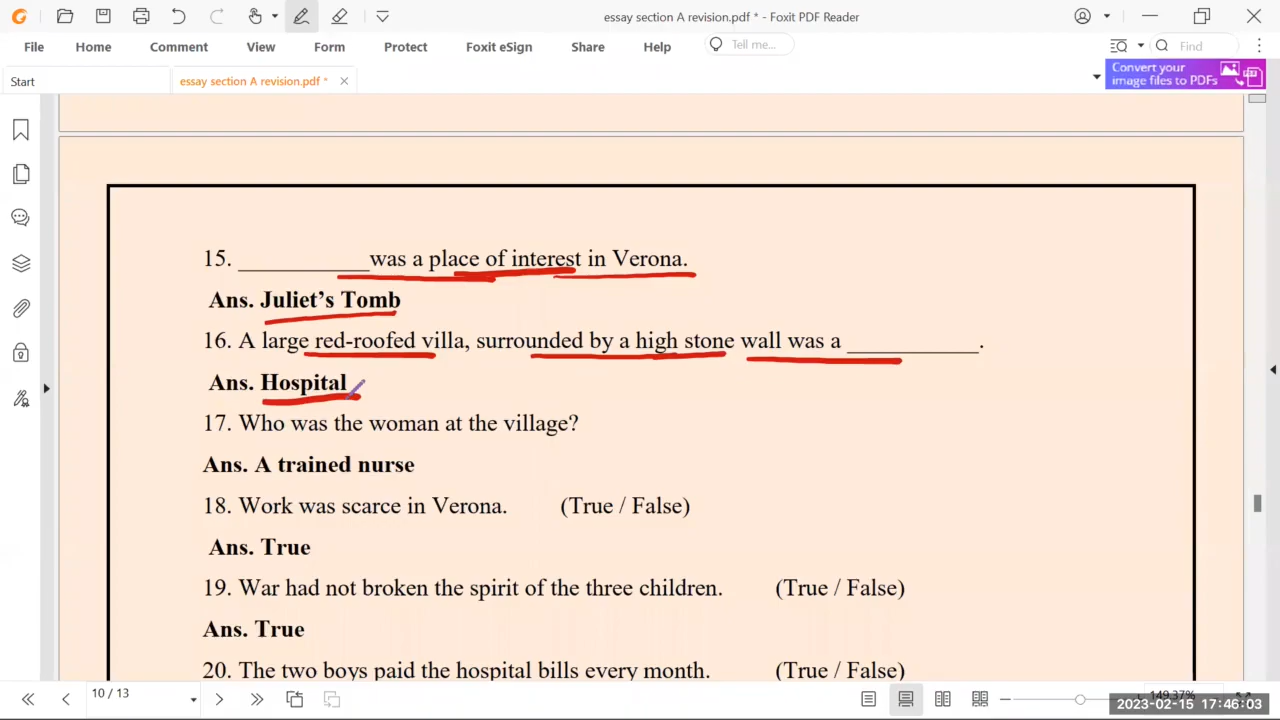 essay section A revision.pdf * - Foxit PDF Reader
File Home Comment View Form Protect Foxit eSign Share Help Tell me... Find
Start essay section A revision.pdf * Convert your
image files to PDFs
15. ______________was a place of interest in Verona.
Ans. Juliet's Tomb
16. A large red-roofed villa, surrounded by a high stone wall was a ____________.
Ans. Hospital
17. Who was the woman at the village?
Ans. A trained nurse
18. Work was scarce in Verona. (True / False)
Ans. True
19. War had not broken the spirit of the three children. (True / False)
Ans. True
20. The two boys paid the hospital bills every month. (True / False)
10 / 13 149.37%
2023-02-15 17:46:03